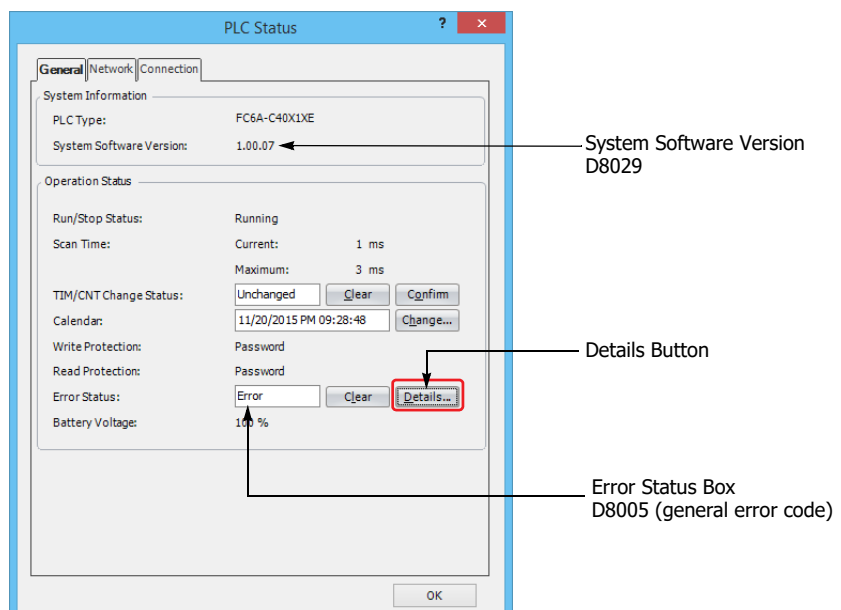 PLC Status
? ×
General Network Connection
System Information
PLC Type: FC6A-C40X1XE
System Software Version: 1.00.07
System Software Version
D8029
Operation Status
Run/Stop Status: Running
Scan Time: Current: 1 ms
Maximum: 3 ms
TIM/CNT Change Status: Unchanged Clear Confirm
Calendar: 11/20/2015 PM 09:28:48 Change...
Write Protection: Password
Details Button
Read Protection: Password
Error Status: Error Clear Details...
Battery Voltage: 100 %
Error Status Box
D8005 (general error code)
OK